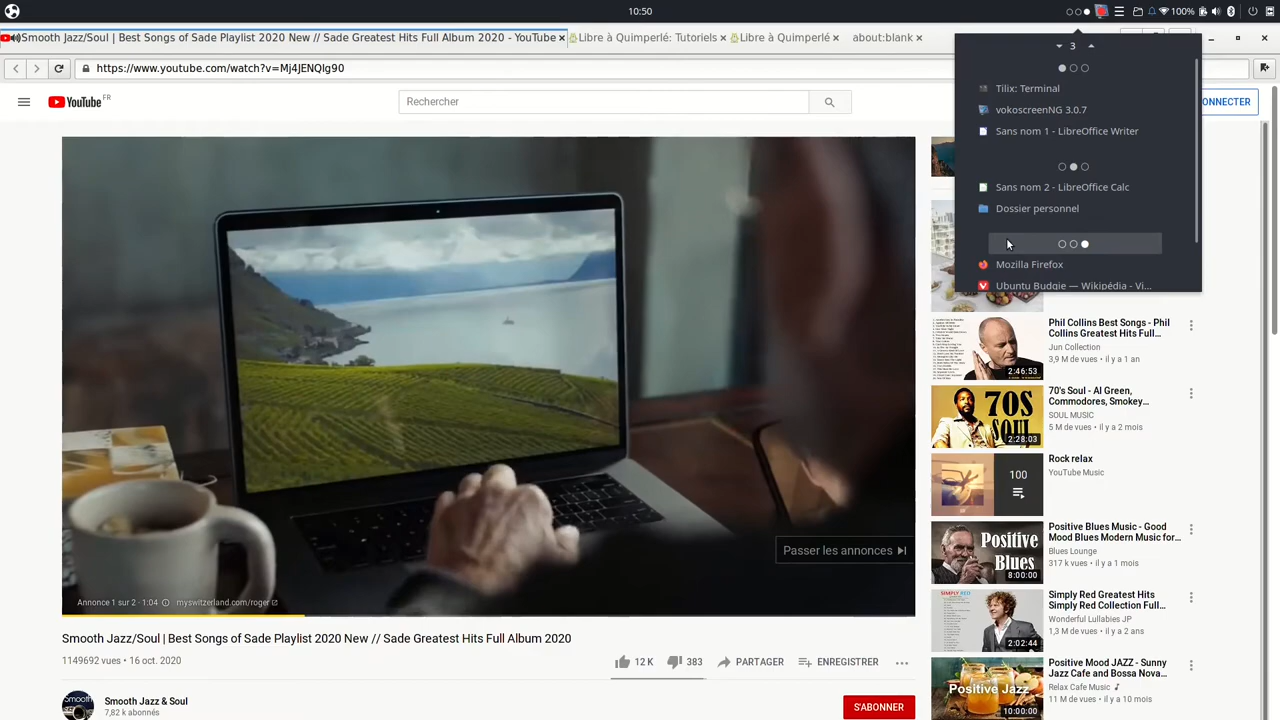 10:50
100%
Smooth Jazz/Soul | Best Songs of Sade Playlist 2020 New // Sade Greatest Hits Full Album 2020 - YouTube
Libre à Quimperlé: Tutoriels
Libre à Quimperlé
about:blank
https://www.youtube.com/watch?v=Mj4JENQIg90
YouTube FR
Rechercher
ONNECTER
3
Tilix: Terminal
vokoscreenNG 3.0.7
Sans nom 1 - LibreOffice Writer
Sans nom 2 - LibreOffice Calc
Dossier personnel
Mozilla Firefox
Ubuntu Budgie — Wikipédia - Vi...
Passer les annonces
Annonce 1 sur 2 · 1:04
myswitzerland.com/roger
Smooth Jazz/Soul | Best Songs of Sade Playlist 2020 New // Sade Greatest Hits Full Album 2020
1149692 vues • 16 oct. 2020
12 K
383
PARTAGER
ENREGISTRER
Smooth Jazz & Soul
7,82 k abonnés
S'ABONNER
2:46:53
Phil Collins Best Songs - Phil
Collins Greatest Hits Full...
Jun Collection
3,9 M de vues • il y a 1 an
70S
SOUL
2:28:03
70's Soul - Al Green,
Commodores, Smokey...
SOUL MUSIC
5 M de vues • il y a 2 mois
100
Rock relax
YouTube Music
Positive
Blues
8:00:00
Positive Blues Music - Good
Mood Blues Modern Music for...
Blues Lounge
317 k vues • il y a 1 mois
SIMPLY RED
2:02:44
Simply Red Greatest Hits
Simply Red Collection Full...
Wonderful Lullabies JP
1,3 M de vues • il y a 2 ans
Positive Jazz
10:00:00
Positive Mood JAZZ - Sunny
Jazz Cafe and Bossa Nova...
Relax Cafe Music
11 M de vues • il y a 10 mois